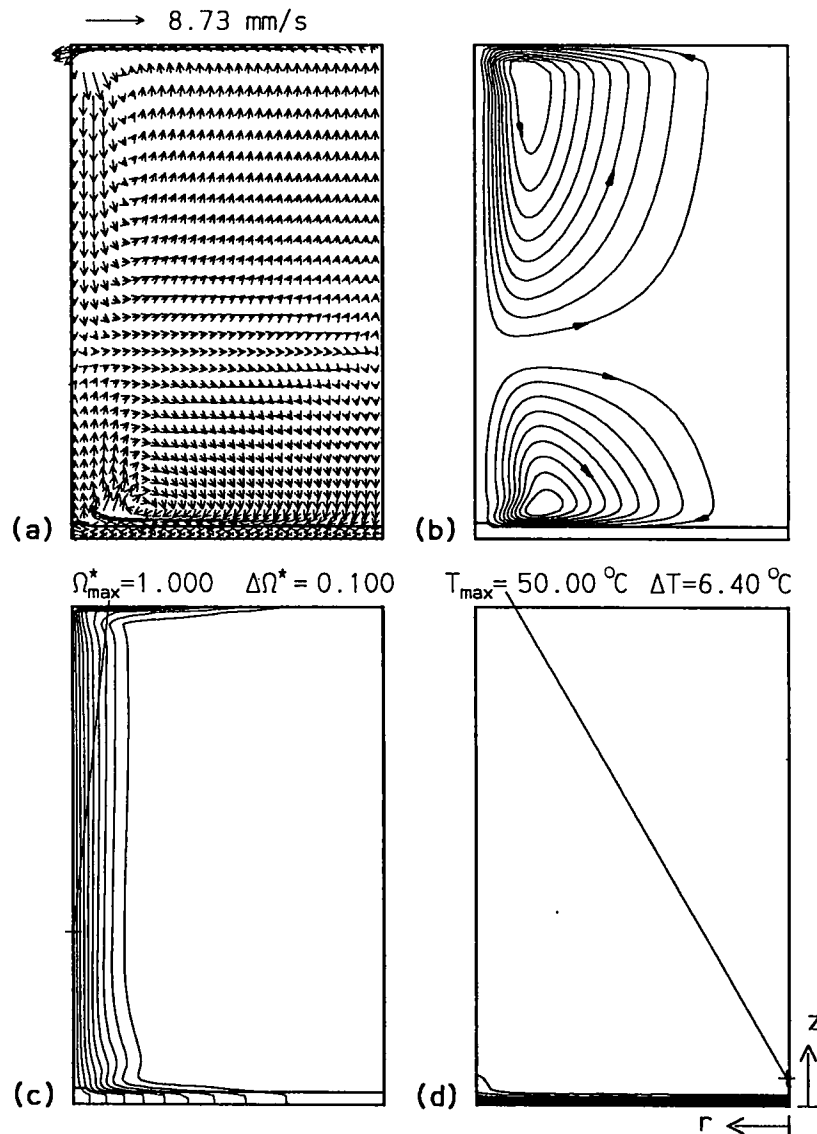 8.73 mm/s
(a)
(b)
Ω*max=1.000 ΔΩ*= 0.100
Tmax= 50.00 °C ΔT=6.40 °C
(c)
(d)
z
r